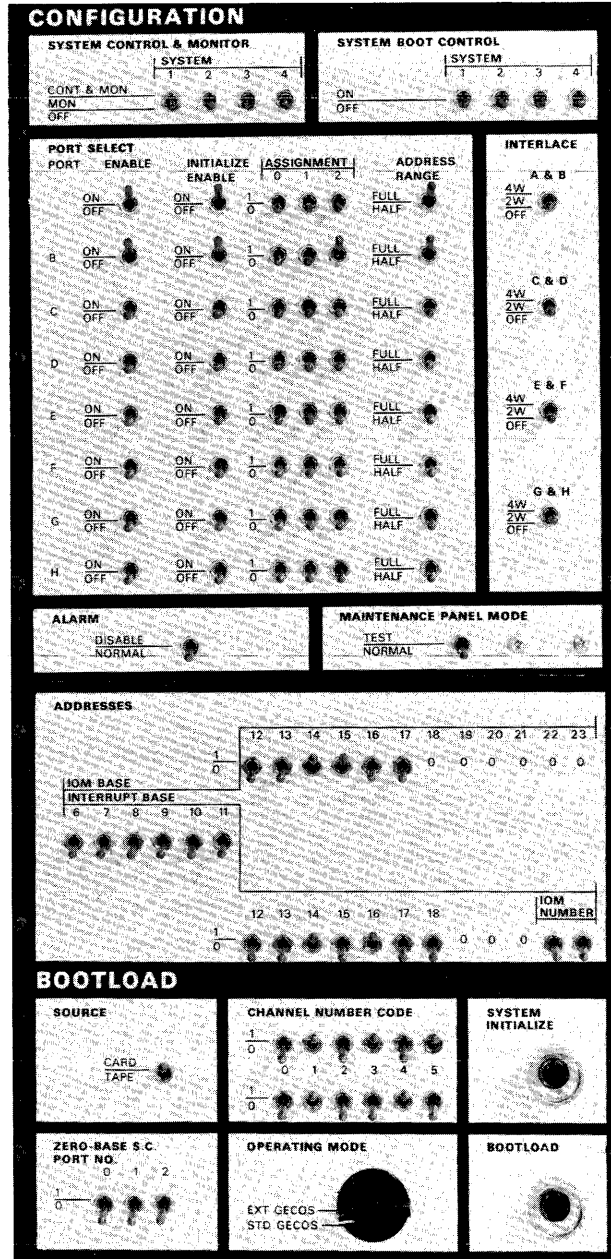 CONFIGURATION
SYSTEM CONTROL & MONITOR
SYSTEM
1 2 3 4
CONT & MON
MON
OFF
SYSTEM BOOT CONTROL
SYSTEM
1 2 3 4
ON
OFF
PORT SELECT
PORT ENABLE INITIALIZE ENABLE ASSIGNMENT ADDRESS RANGE
0 1 2
ON OFF ON OFF 1 0 FULL HALF
B ON OFF ON OFF 1 0 FULL HALF
C ON OFF ON OFF 1 0 FULL HALF
D ON OFF ON OFF 1 0 FULL HALF
E ON OFF ON OFF 1 0 FULL HALF
F ON OFF ON OFF 1 0 FULL HALF
G ON OFF ON OFF 1 0 FULL HALF
H ON OFF ON OFF 1 0 FULL HALF
INTERLACE
A & B
4W
2W
OFF
C & D
4W
2W
OFF
E & F
4W
2W
OFF
G & H
4W
2W
OFF
ALARM
DISABLE
NORMAL
MAINTENANCE PANEL MODE
TEST
NORMAL
ADDRESSES
12 13 14 15 16 17 18 19 20 21 22 23
1
0
0 0 0 0 0 0
IOM BASE
INTERRUPT BASE
6 7 8 9 10 11
IOM
NUMBER
12 13 14 15 16 17 18
1
0
0 0 0
BOOTLOAD
SOURCE
CARD
TAPE
CHANNEL NUMBER CODE
1
0
0 1 2 3 4 5
1
0
SYSTEM
INITIALIZE
ZERO-BASE S.C.
PORT NO.
0 1 2
1
0
OPERATING MODE
EXT GECOS
STD GECOS
BOOTLOAD